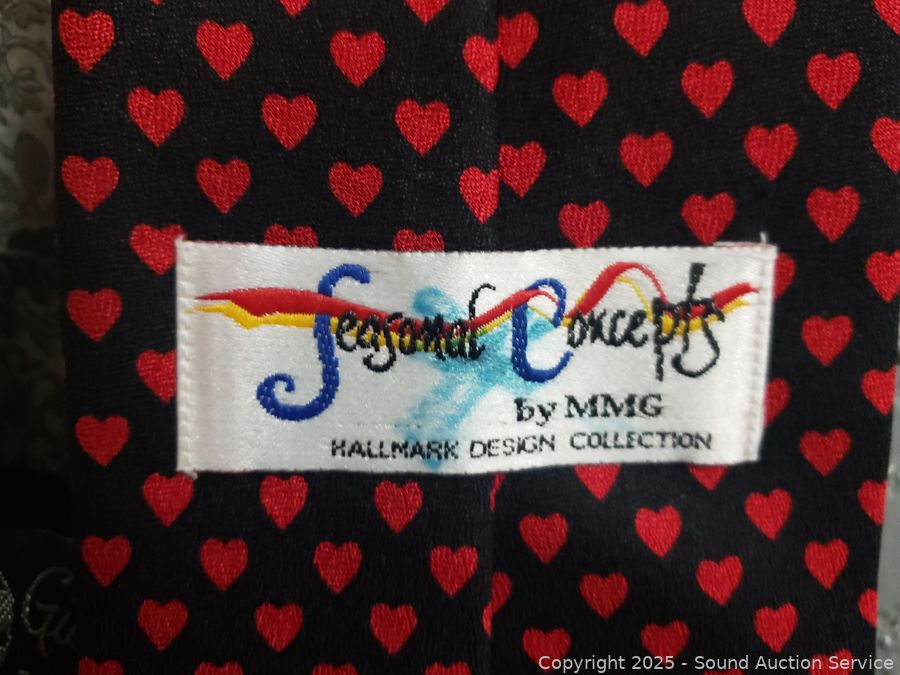 Seasonal Concepts
by MMG
HALLMARK DESIGN COLLECTION
Copyright 2025 - Sound Auction Service